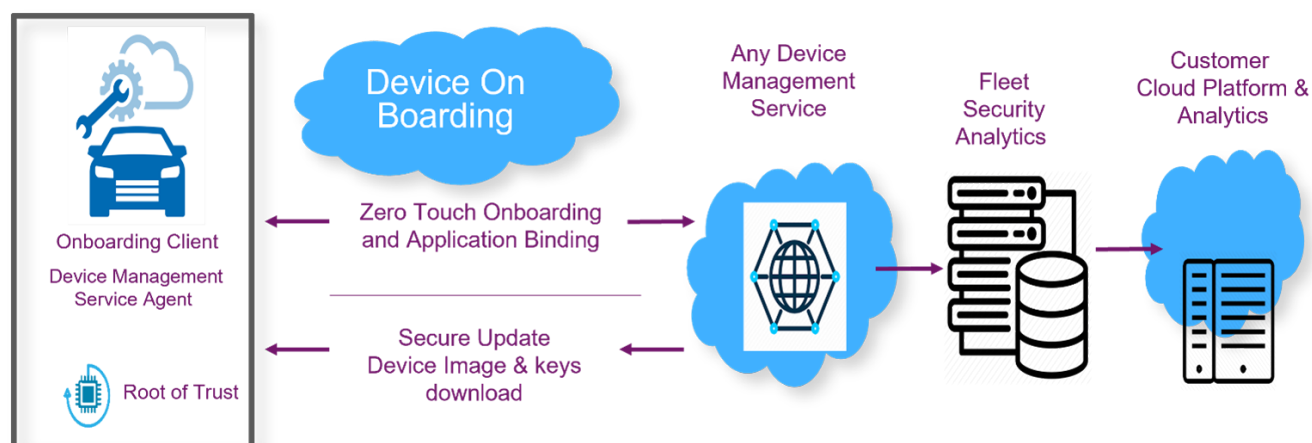 Onboarding Client
Device Management
Service Agent
Root of Trust
Device On
Boarding
Zero Touch Onboarding
and Application Binding
Secure Update
Device Image & keys
download
Any Device
Management
Service
Fleet
Security
Analytics
Customer
Cloud Platform &
Analytics